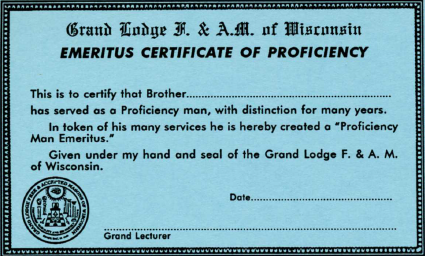 Grand Lodge F. & A.M. of Wisconsin
EMERITUS CERTIFICATE OF PROFICIENCY
This is to certify that Brother
has served as a Proficiency man, with distinction for many years.
In token of his many services he is hereby created a "Proficiency
Man Emeritus."
Given under my hand and seal of the Grand Lodge F. & A. M.
of Wisconsin.
Date
Grand Lecturer